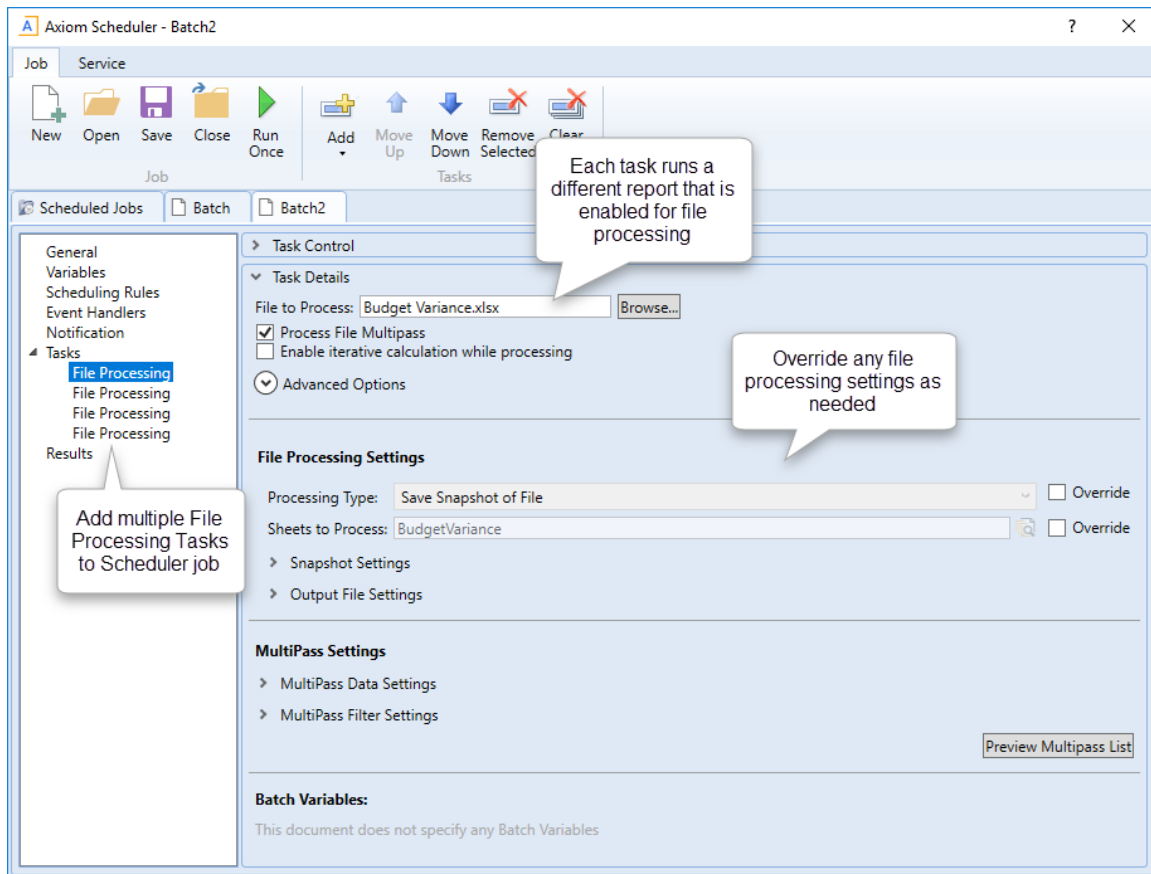 A Axiom Scheduler - Batch2
?
Job Service
New
Open
Save
Close
Run
Once
Add
Move
Up
Move
Down
Remove
Selected
Clear
Job
Tasks
Each task runs a
different report that is
enabled for file
processing
Scheduled Jobs
Batch
Batch2
General
Variables
Scheduling Rules
Event Handlers
Notification
Tasks
File Processing
File Processing
File Processing
File Processing
Results
Add multiple File
Processing Tasks
to Scheduler job
Task Control
Task Details
File to Process: Budget Variance.xlsx Browse...
Process File Multipass
Enable iterative calculation while processing
Advanced Options
Override any file
processing settings as
needed
File Processing Settings
Processing Type: Save Snapshot of File Override
Sheets to Process: BudgetVariance Override
Snapshot Settings
Output File Settings
MultiPass Settings
MultiPass Data Settings
MultiPass Filter Settings
Preview Multipass List
Batch Variables:
This document does not specify any Batch Variables